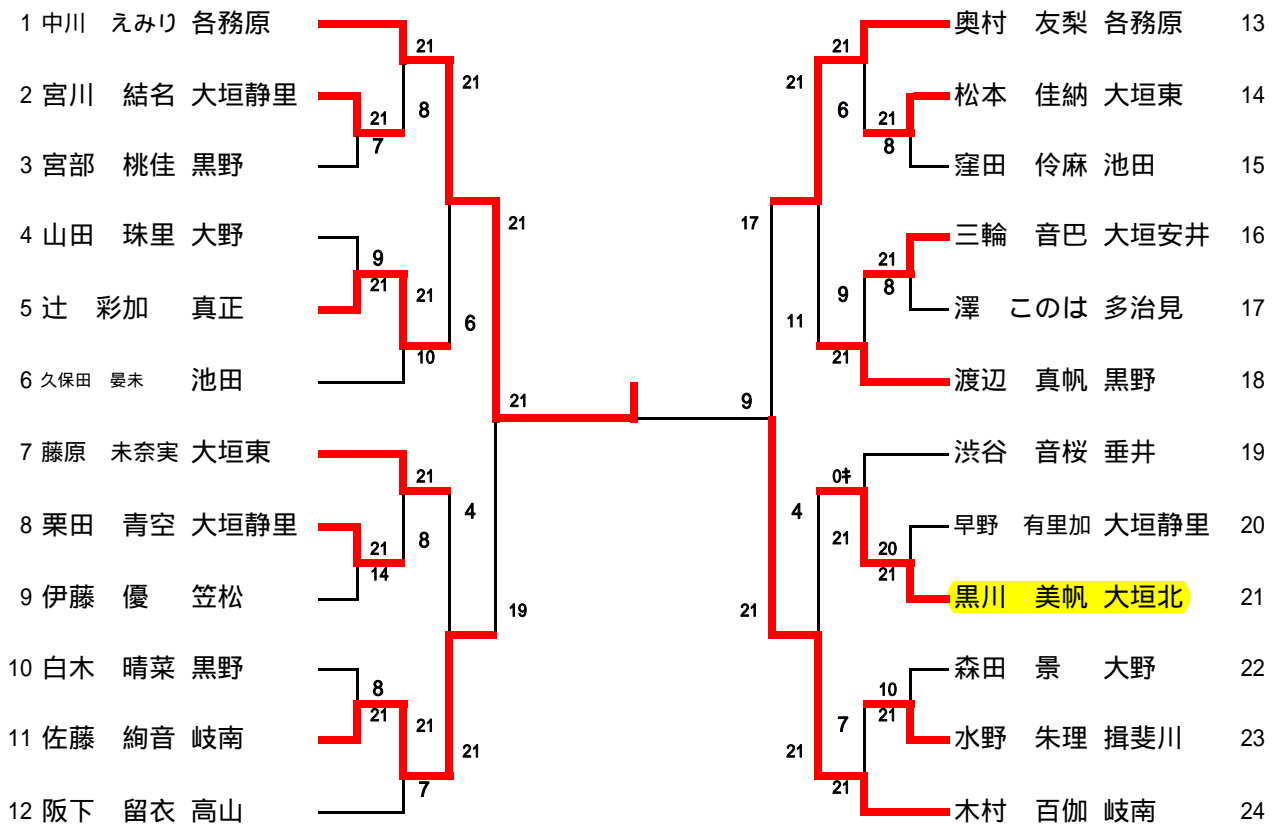 1 中川 えみり 各務原
21
21
2 宮川 結名 大垣静里
21
8
7
3 宮部 桃佳 黒野
21
4 山田 珠里 大野
9
21
21
5 辻 彩加 真正
6
10
6 久保田 晏未 池田
21
7 藤原 未奈実 大垣東
21
4
8 栗田 青空 大垣静里
21
8
14
9 伊藤 優 笠松
19
10 白木 晴菜 黒野
8
21
21
11 佐藤 絢音 岐南
21
7
12 阪下 留衣 高山
奥村 友梨 各務原 13
21
21
松本 佳納 大垣東 14
6
21
8
窪田 伶麻 池田 15
17
三輪 音巴 大垣安井 16
21
9
8
澤 このは 多治見 17
11
21
渡辺 真帆 黒野 18
9
渋谷 音桜 垂井 19
0キ
4
早野 有里加 大垣静里 20
21
20
21
黒川 美帆 大垣北 21
21
森田 景 大野 22
10
7
21
水野 朱理 揖斐川 23
21
21
木村 百伽 岐南 24